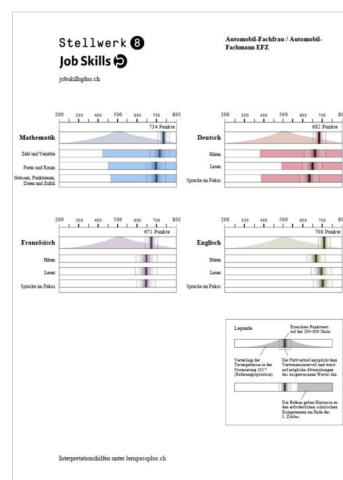 Stellwerk 8
Job Skills
jobskillsplus.ch
Automobil-Fachfrau / Automobil-
Fachmann EFZ
200 300 400 500 600 700 800
734 Punkte
Mathematik
Zahl und Variable
Form und Raum
Grössen, Funktionen,
Daten und Zufall
200 300 400 500 600 700 800
682 Punkte
Deutsch
Hören
Lesen
Sprache im Fokus
200 300 400 500 600 700 800
671 Punkte
Französisch
Hören
Lesen
Sprache im Fokus
200 300 400 500 600 700 800
708 Punkte
Englisch
Hören
Lesen
Sprache im Fokus
Legende
Erreichter Punktwert
auf der 200-800 Skala
Verteilung der
Testergebnisse in der
Normierung 2017
(Referenzpopulation)
Der Farbverlauf entspricht dem
Vertrauensintervall und weist
auf mögliche Abweichungen
des ausgewiesenen Wertes hin.
Die Balken geben Hinweise zu
den erforderlichen schulischen
Kompetenzen am Ende des
3. Zyklus.
Interpretationshilfen unter lernpassplus.ch